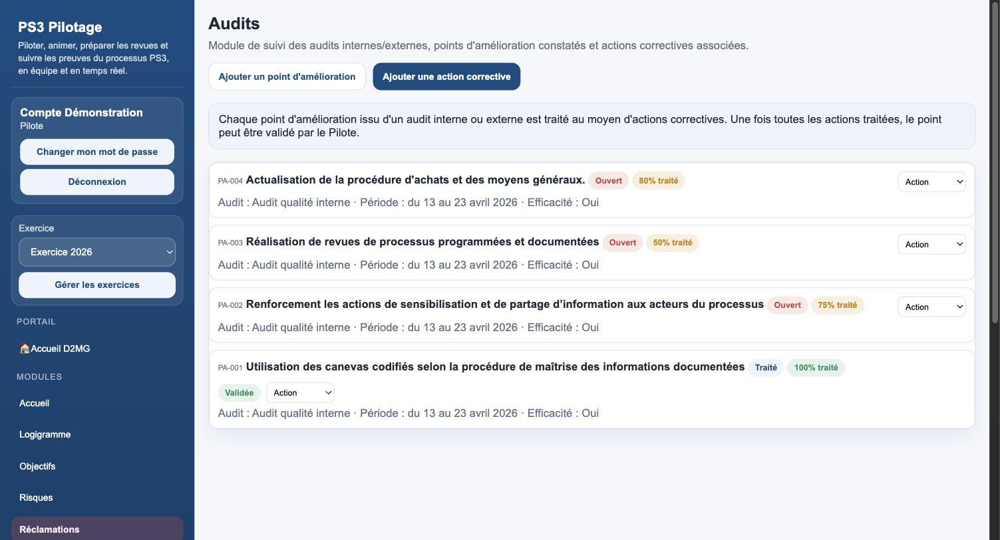 PS3 Pilotage
Piloter, animer, préparer les revues et
suivre les preuves du processus PS3,
en équipe et en temps réel.
Compte Démonstration
Pilote
Changer mon mot de passe
Déconnexion
Exercice
Exercice 2026
Gérer les exercices
PORTAIL
Accueil D2MG
MODULES
Accueil
Logigramme
Objectifs
Risques
Réclamations
Audits
Module de suivi des audits internes/externes, points d'amélioration constatés et actions correctives associées.
Ajouter un point d'amélioration
Ajouter une action corrective
Chaque point d'amélioration issu d'un audit interne ou externe est traité au moyen d'actions correctives. Une fois toutes les actions traitées, le point
peut être validé par le Pilote.
PA-004 Actualisation de la procédure d'achats et des moyens généraux. Ouvert 80% traité Action
Audit : Audit qualité interne · Période : du 13 au 23 avril 2026 · Efficacité : Oui
PA-003 Réalisation de revues de processus programmées et documentées Ouvert 50% traité Action
Audit : Audit qualité interne · Période : du 13 au 23 avril 2026 · Efficacité : Oui
PA-002 Renforcement les actions de sensibilisation et de partage d’information aux acteurs du processus Ouvert 75% traité Action
Audit : Audit qualité interne · Période : du 13 au 23 avril 2026 · Efficacité : Oui
PA-001 Utilisation des canevas codifiés selon la procédure de maîtrise des informations documentées Traité 100% traité
Validée Action
Audit : Audit qualité interne · Période : du 13 au 23 avril 2026 · Efficacité : Oui